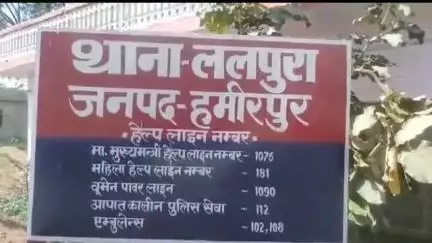 थाना-ललपुरा
जनपद-हमीरपुर
• हैल्प लाइन नम्बर •
मा. मुख्यमन्त्री हैल्प लाइन नम्बर - 1076
महिला हैल्प लाइन नम्बर - 181
वूमेन पावर लाइन - 1090
आपात कालीन पुलिस सेवा - 112
एम्बुलेन्स - 102,108